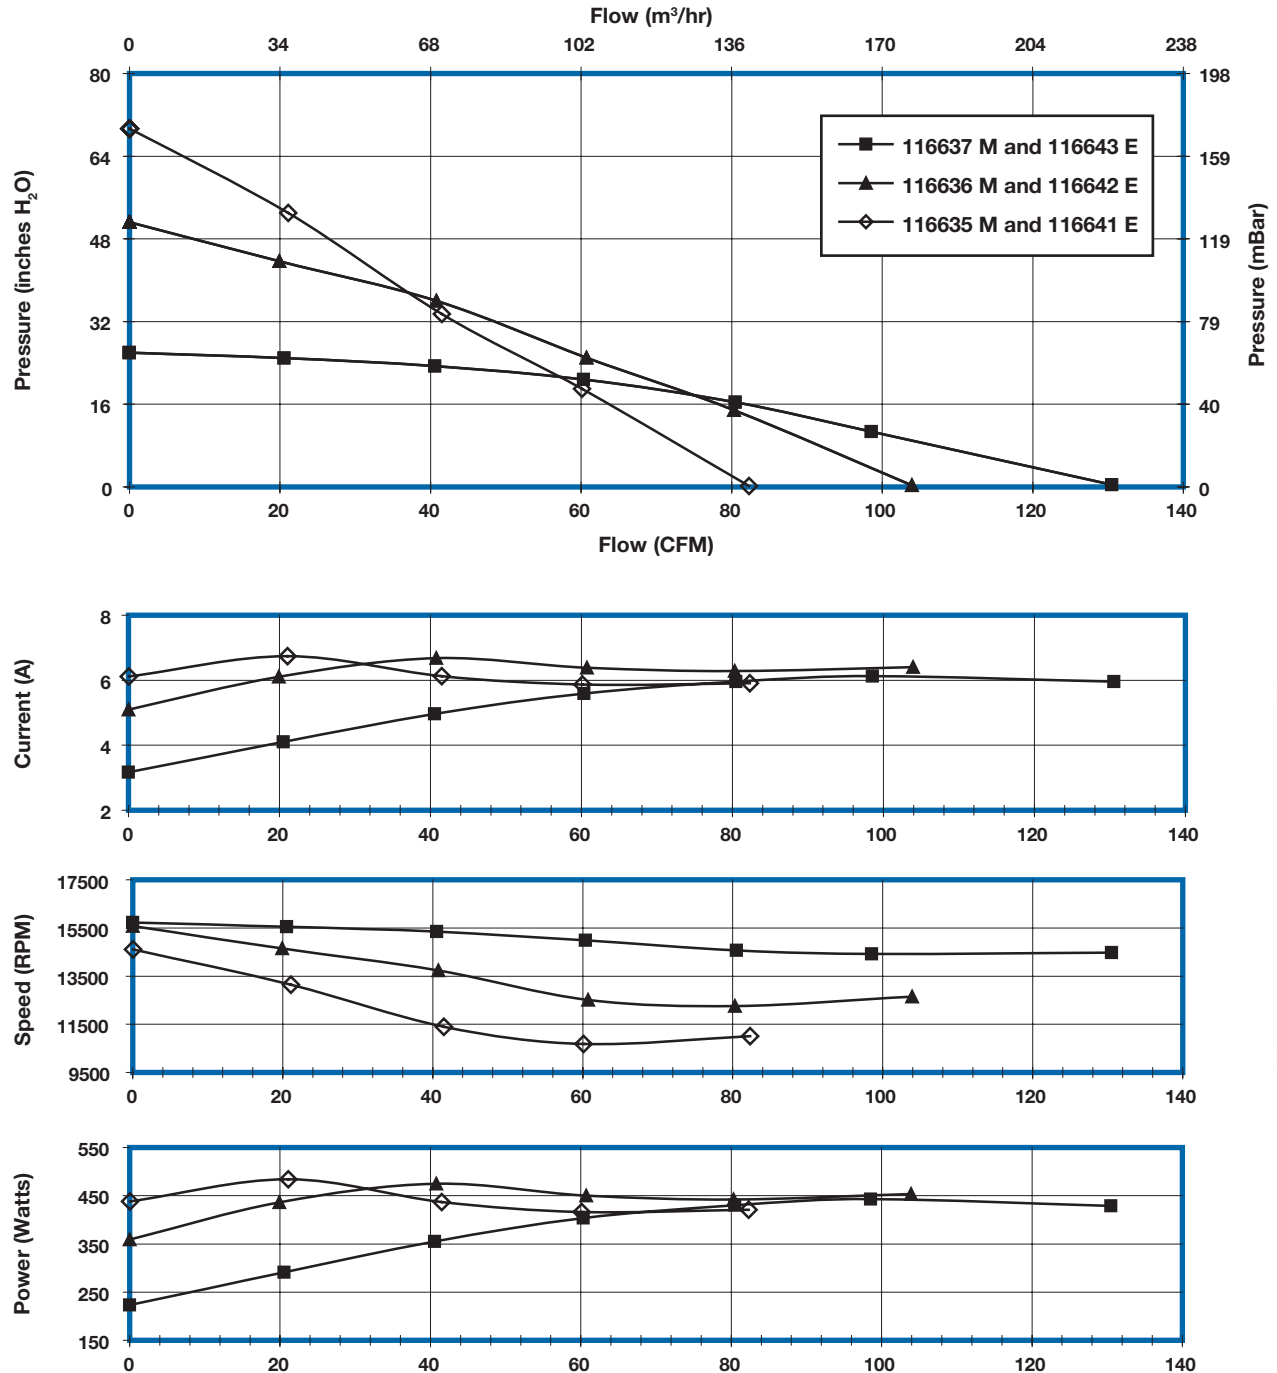 Flow (m³/hr)
0 34 68 102 136 170 204 238
80 198
64 159
48 119
32 79
16 40
0 0
Pressure (inches H₂O)
Pressure (mBar)
116637 M and 116643 E
116636 M and 116642 E
116635 M and 116641 E
0 20 40 60 80 100 120 140
Flow (CFM)
Current (A)
8
6
4
2
0 20 40 60 80 100 120 140
Speed (RPM)
17500
15500
13500
11500
9500
0 20 40 60 80 100 120 140
Power (Watts)
550
450
350
250
150
0 20 40 60 80 100 120 140